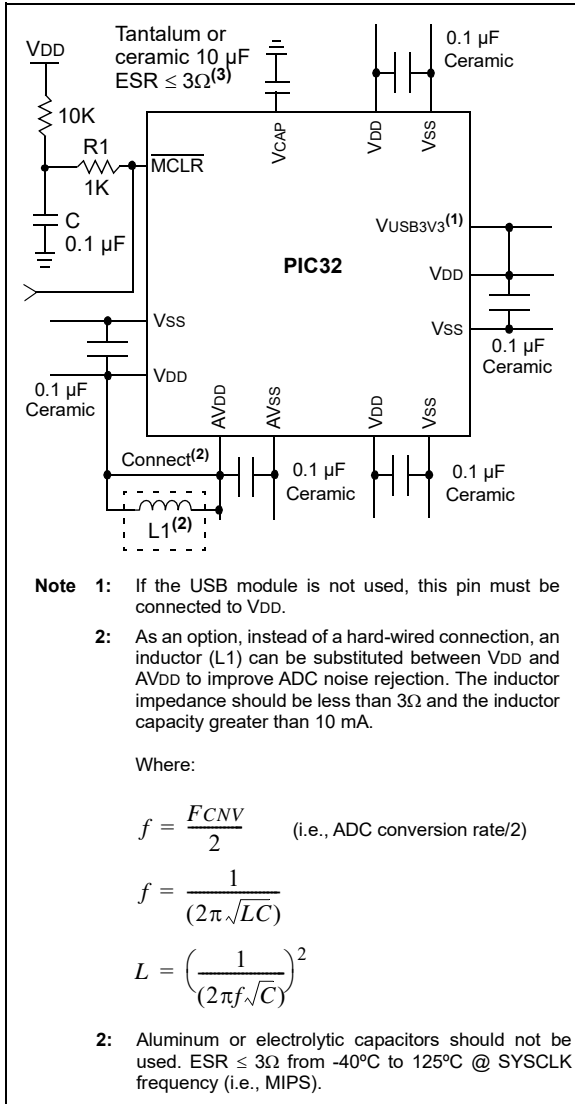 VDD
Tantalum or
ceramic 10 µF
ESR ≤ 3Ω(3)
0.1 µF
Ceramic
10K
R1
1K
C
0.1 µF
MCLR
VCAP
VDD
VSS
VUSB3V3(1)
PIC32
VDD
VSS
0.1 µF
Ceramic
VSS
VDD
0.1 µF
Ceramic
AVDD
AVSS
VDD
VSS
Connect(2)
L1(2)
0.1 µF
Ceramic
0.1 µF
Ceramic
Note 1: If the USB module is not used, this pin must be
connected to VDD.
2: As an option, instead of a hard-wired connection, an
inductor (L1) can be substituted between VDD and
AVDD to improve ADC noise rejection. The inductor
impedance should be less than 3Ω and the inductor
capacity greater than 10 mA.
Where:
f = FCNV / 2 (i.e., ADC conversion rate/2)
f = 1 / (2π√LC)
L = (1 / (2πf√C))²
2: Aluminum or electrolytic capacitors should not be
used. ESR ≤ 3Ω from -40ºC to 125ºC @ SYSCLK
frequency (i.e., MIPS).